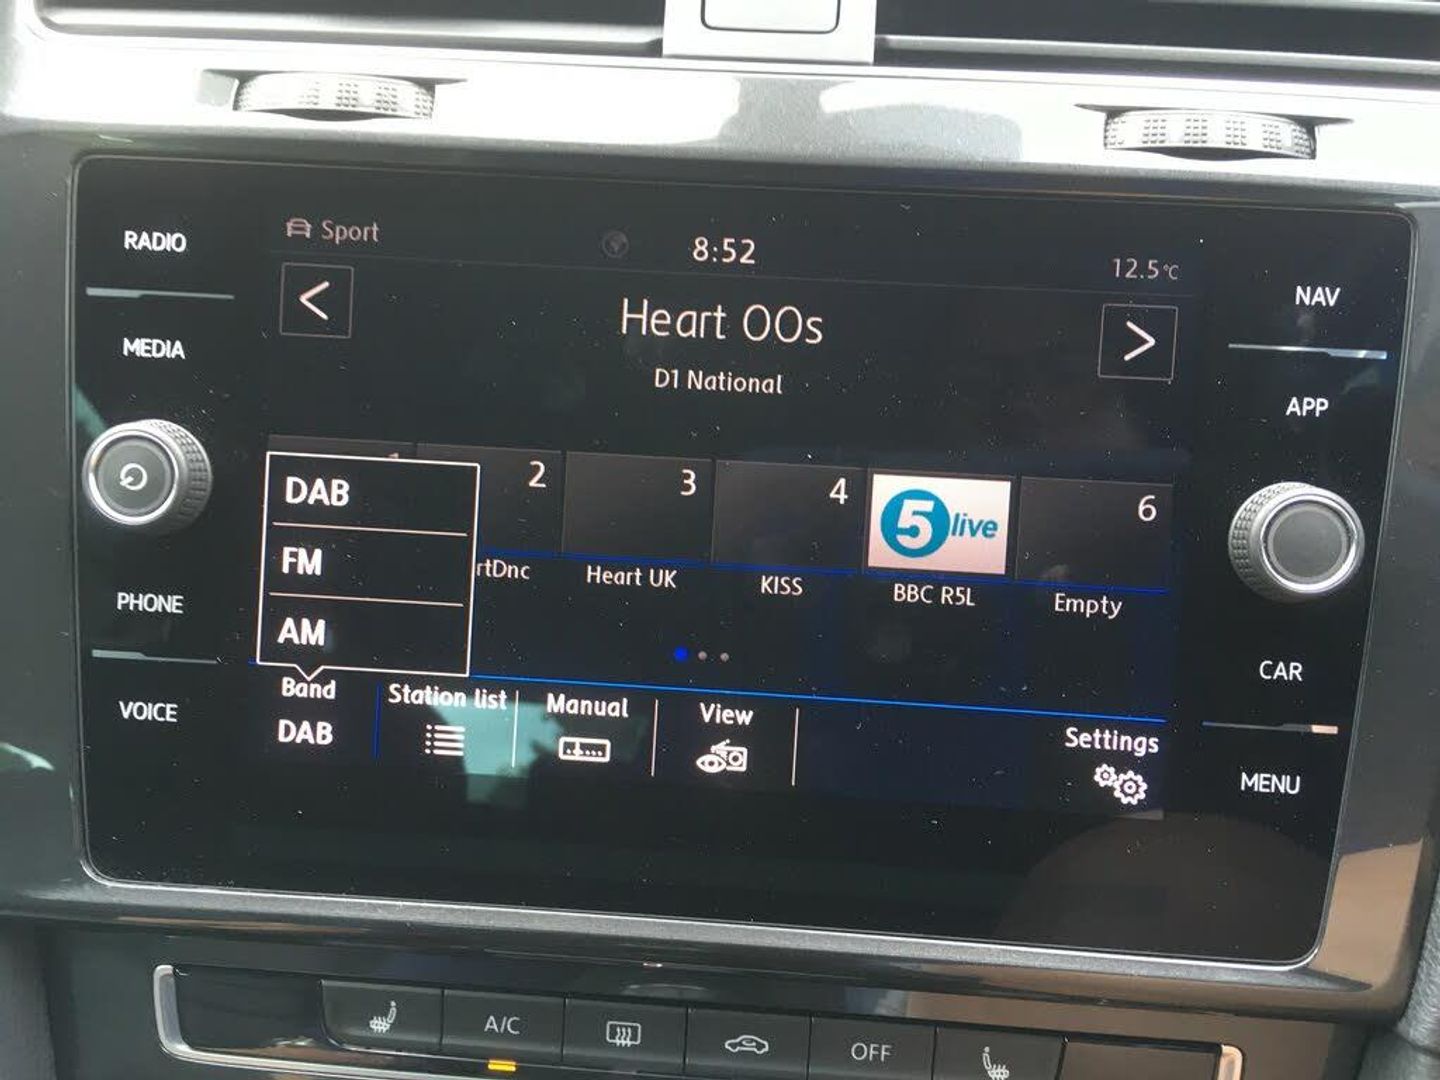 RADIO
MEDIA
PHONE
VOICE
Sport
8:52
12.5°C
<
Heart 00s
>
D1 National
2
3
4
5 live
6
rtDnc
Heart UK
KISS
BBC R5L
Empty
DAB
FM
AM
Band
DAB
Station list
Manual
View
Settings
NAV
APP
CAR
MENU
A/C
OFF